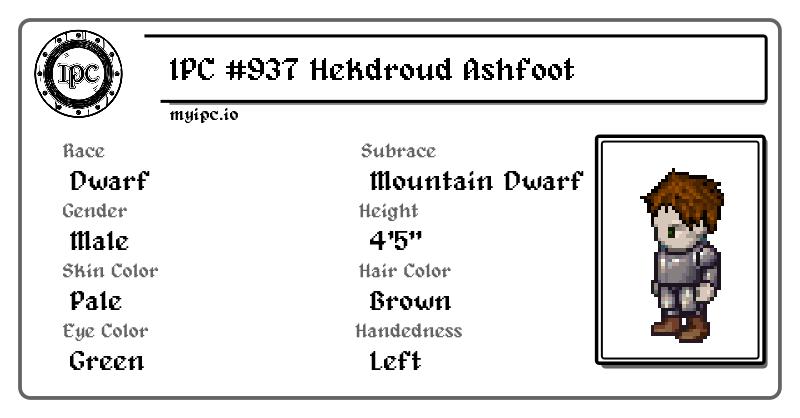 IPC
IPC #937 Hekdroud Ashfoot
myipc.io
Race
Dwarf
Subrace
Mountain Dwarf
Gender
Male
Height
4'5"
Skin Color
Pale
Hair Color
Brown
Eye Color
Green
Handedness
Left